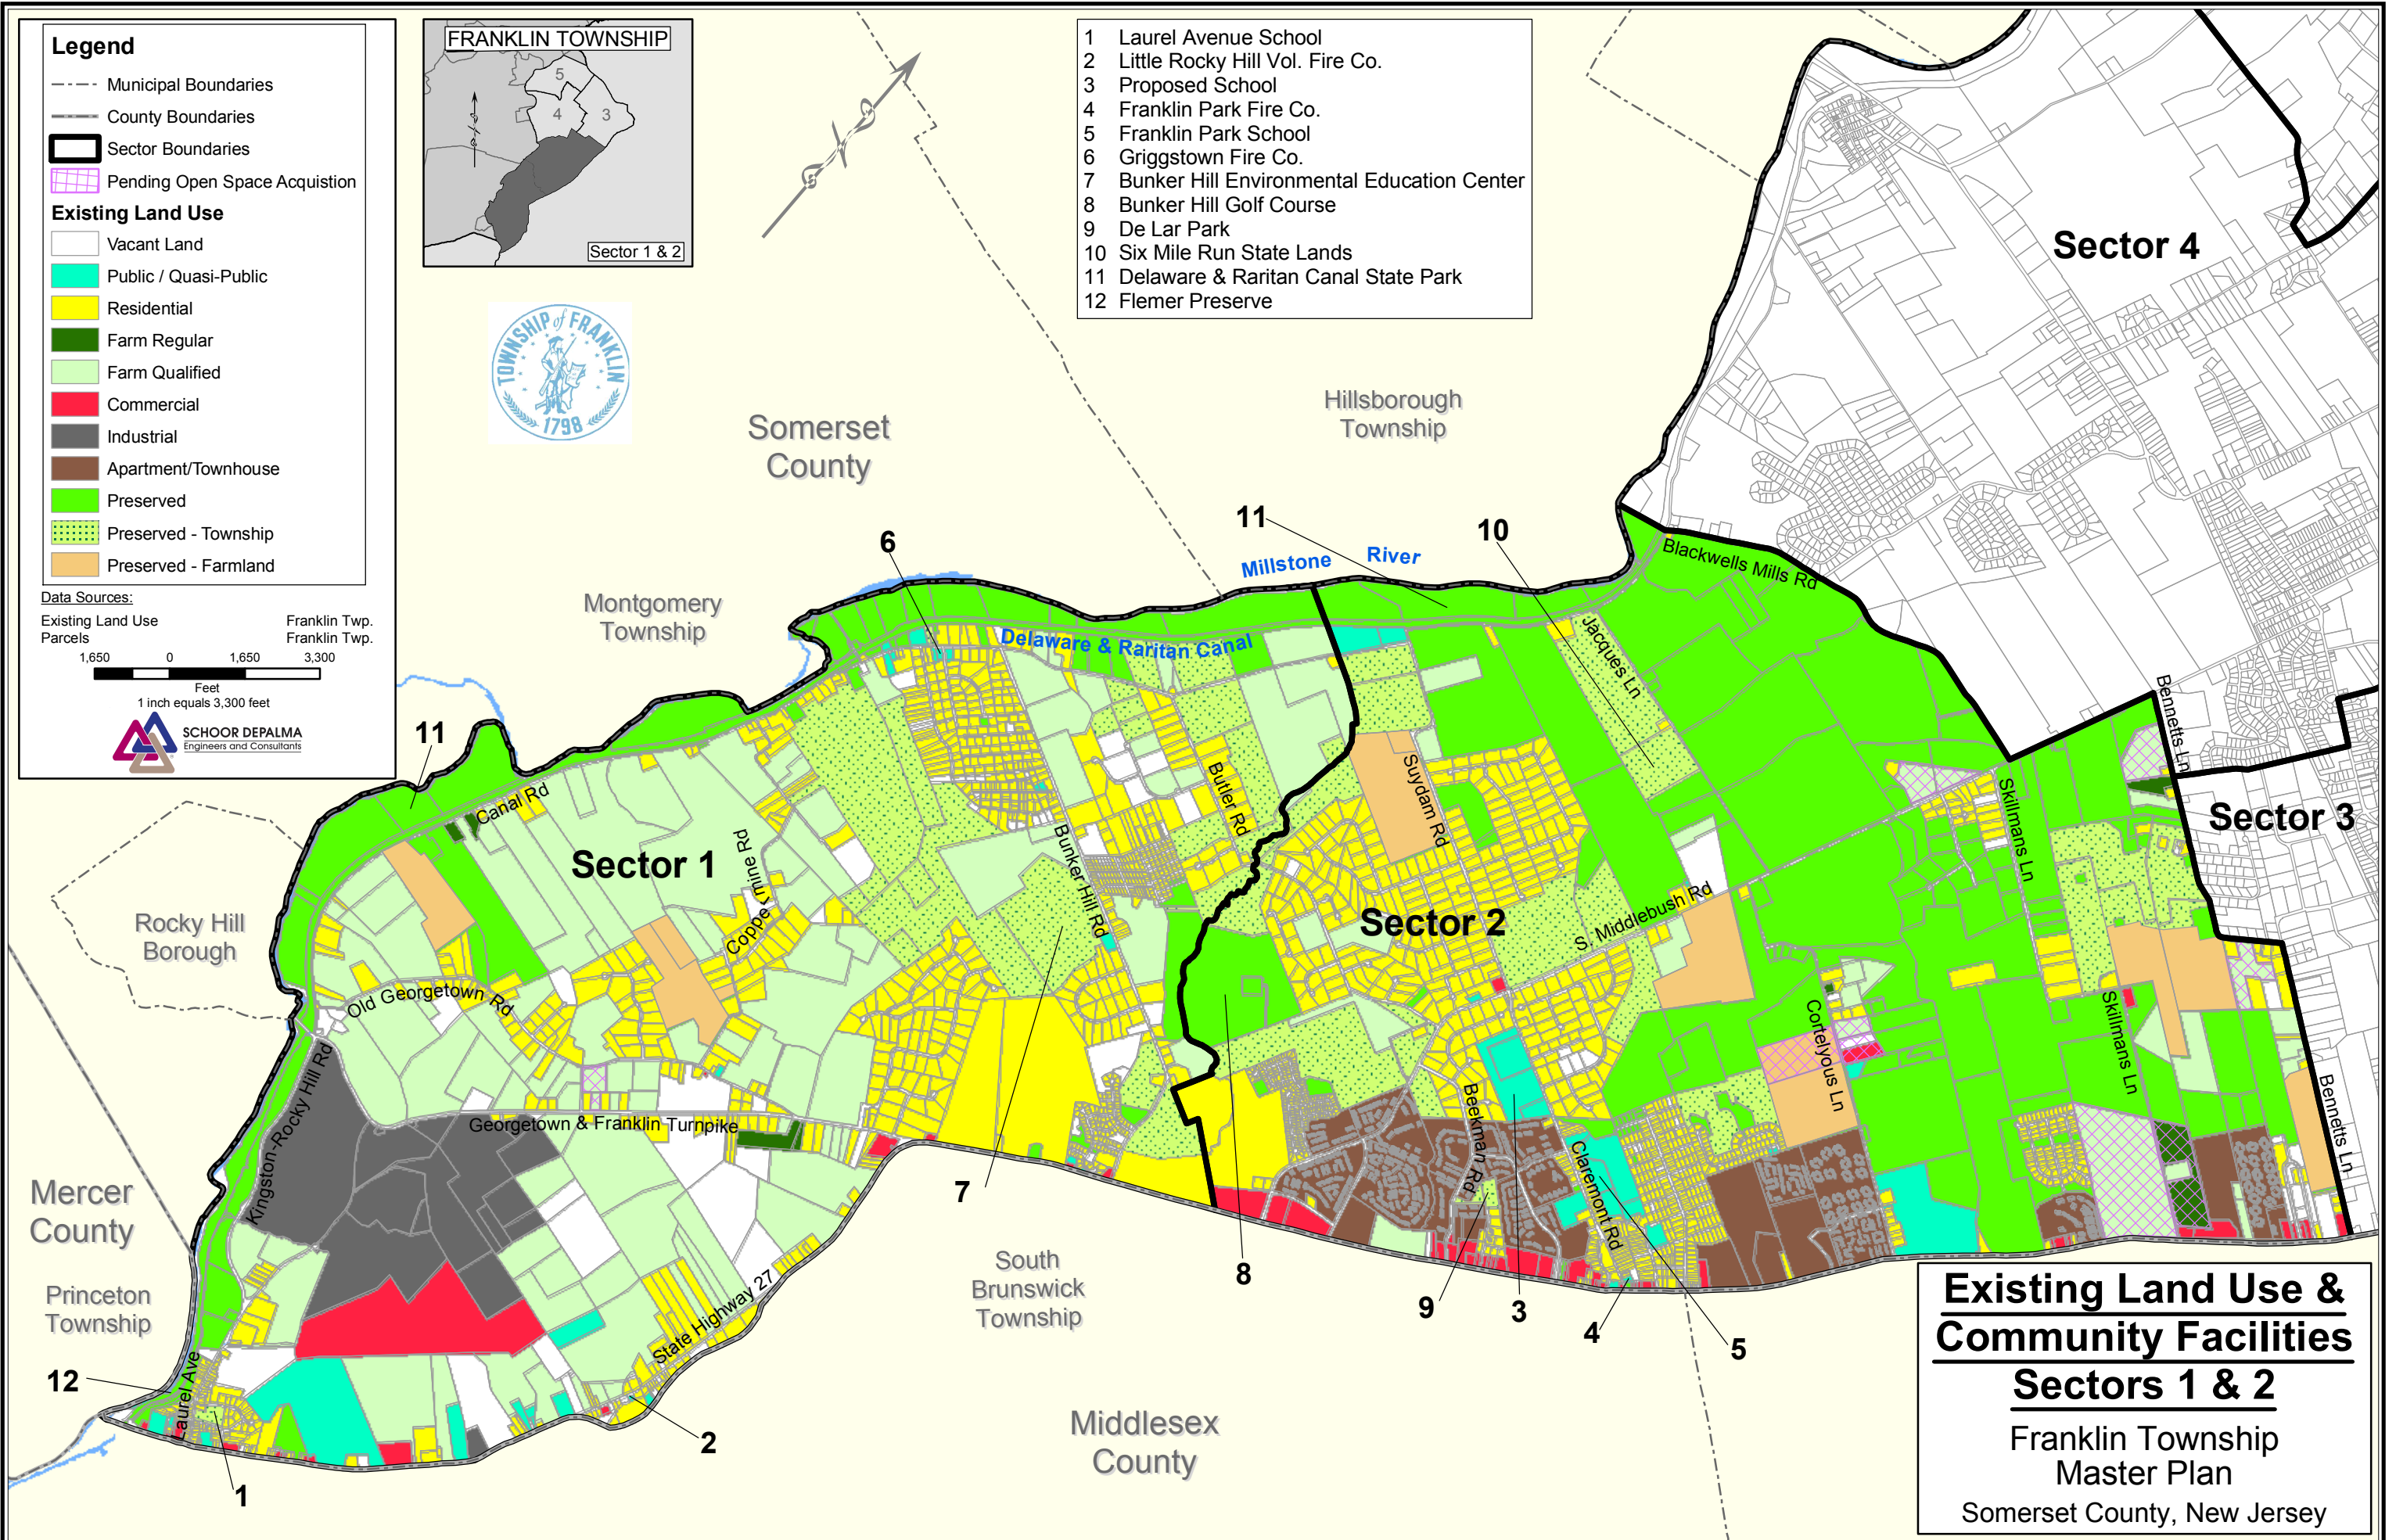 Legend
Municipal Boundaries
County Boundaries
Sector Boundaries
Pending Open Space Acquistion
Existing Land Use
Vacant Land
Public / Quasi-Public
Residential
Farm Regular
Farm Qualified
Commercial
Industrial
Apartment/Townhouse
Preserved
Preserved - Township
Preserved - Farmland
Data Sources:
Existing Land Use Franklin Twp.
Parcels Franklin Twp.
1,650 0 1,650 3,300
Feet
1 inch equals 3,300 feet
SCHOOR DEPALMA
Engineers and Consultants
FRANKLIN TOWNSHIP
5
4
3
Sector 1 & 2
TOWNSHIP of FRANKLIN
1798
1 Laurel Avenue School
2 Little Rocky Hill Vol. Fire Co.
3 Proposed School
4 Franklin Park Fire Co.
5 Franklin Park School
6 Griggstown Fire Co.
7 Bunker Hill Environmental Education Center
8 Bunker Hill Golf Course
9 De Lar Park
10 Six Mile Run State Lands
11 Delaware & Raritan Canal State Park
12 Flemer Preserve
Sector 4
Hillsborough
Township
Somerset
County
11
10
6
Millstone River
Blackwells Mills Rd
Montgomery
Township
Delaware & Raritan Canal
Jacques Ln
Bennetts Ln
11
Canal Rd
Suydam Rd
Butler Rd
Skillmans Ln
Sector 3
Sector 1
Coppermine Rd
Bunker Hill Rd
Sector 2
S. Middlebush Rd
Rocky Hill
Borough
Old Georgetown Rd
Cortelyous Ln
Skillmans Ln
Kingston-Rocky Hill Rd
Georgetown & Franklin Turnpike
Beekman Rd
Bennetts Ln
Claremont Rd
Mercer
County
7
South
Brunswick
Township
8
9
3
4
5
Princeton
Township
State Highway 27
12
Laurel Ave
2
1
Middlesex
County
Existing Land Use &
Community Facilities
Sectors 1 & 2
Franklin Township
Master Plan
Somerset County, New Jersey